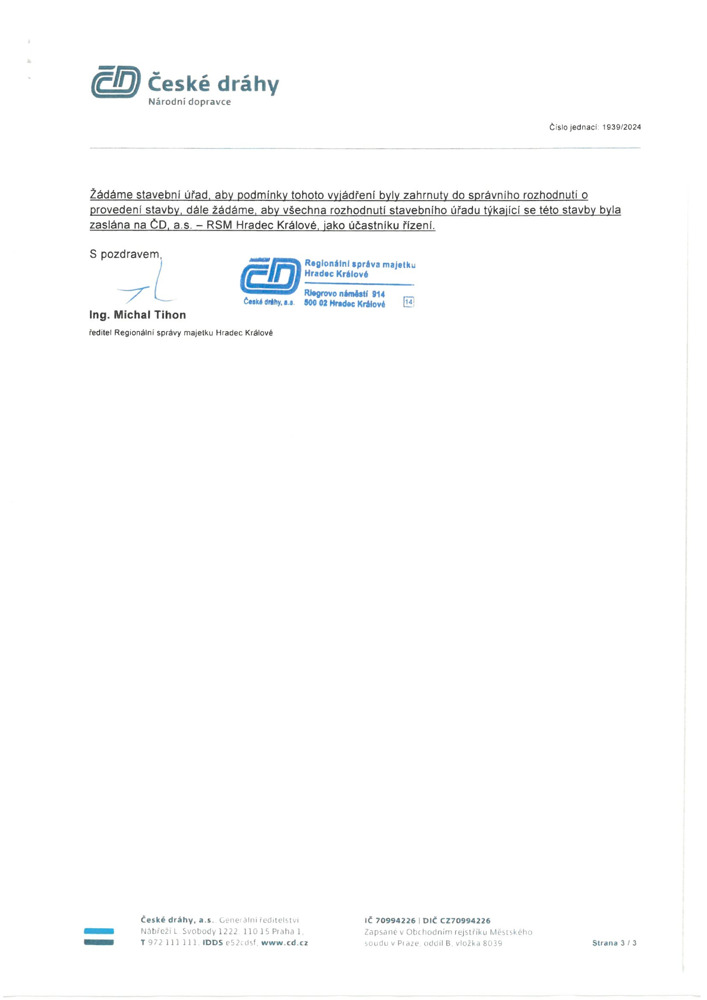 ČD České dráhy
Národní dopravce
Číslo jednací: 1939/2024
Žádáme stavební úřad, aby podmínky tohoto vyjádření byly zahrnuty do správního rozhodnutí o
provedení stavby, dále žádáme, aby všechna rozhodnutí stavebního úřadu týkající se této stavby byla
zaslána na ČD, a.s. – RSM Hradec Králové, jako účastníku řízení.
S pozdravem,
ČD
České dráhy, a.s.
Regionální správa majetku
Hradec Králové
Riegrovo náměstí 914
500 02 Hradec Králové
14
Ing. Michal Tihon
ředitel Regionální správy majetku Hradec Králové
České dráhy, a.s., Generální ředitelství
Nábřeží L. Svobody 1222, 110 15 Praha 1,
T 972 111 111, IDDS e52cdsf, www.cd.cz
IČ 70994226 | DIČ CZ70994226
Zapsané v Obchodním rejstříku Městského
soudu v Praze, oddíl B, vložka 8039
Strana 3 / 3